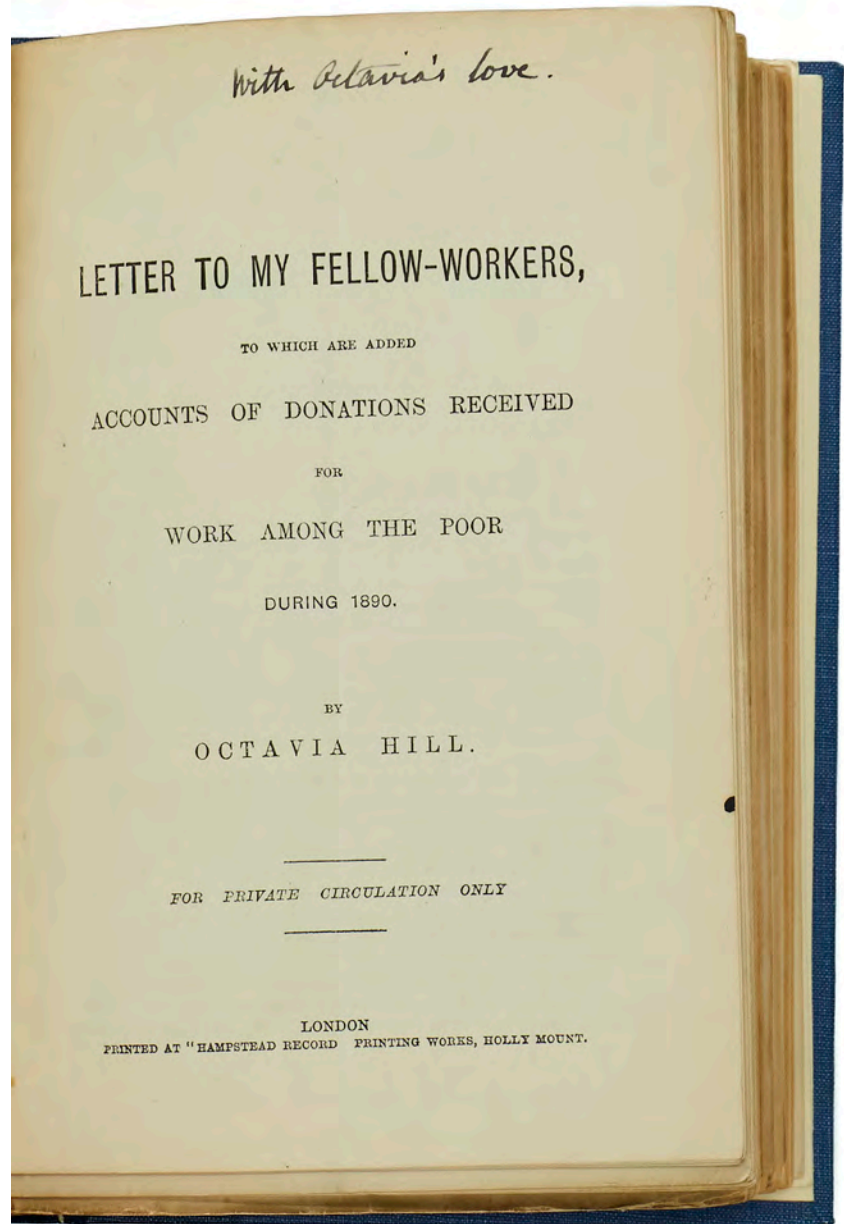 With Octavia's love.
LETTER TO MY FELLOW-WORKERS,
TO WHICH ARE ADDED
ACCOUNTS OF DONATIONS RECEIVED
FOR
WORK AMONG THE POOR
DURING 1890.
BY
OCTAVIA HILL.
FOR PRIVATE CIRCULATION ONLY
LONDON
PRINTED AT "HAMPSTEAD RECORD PRINTING WORKS, HOLLY MOUNT.